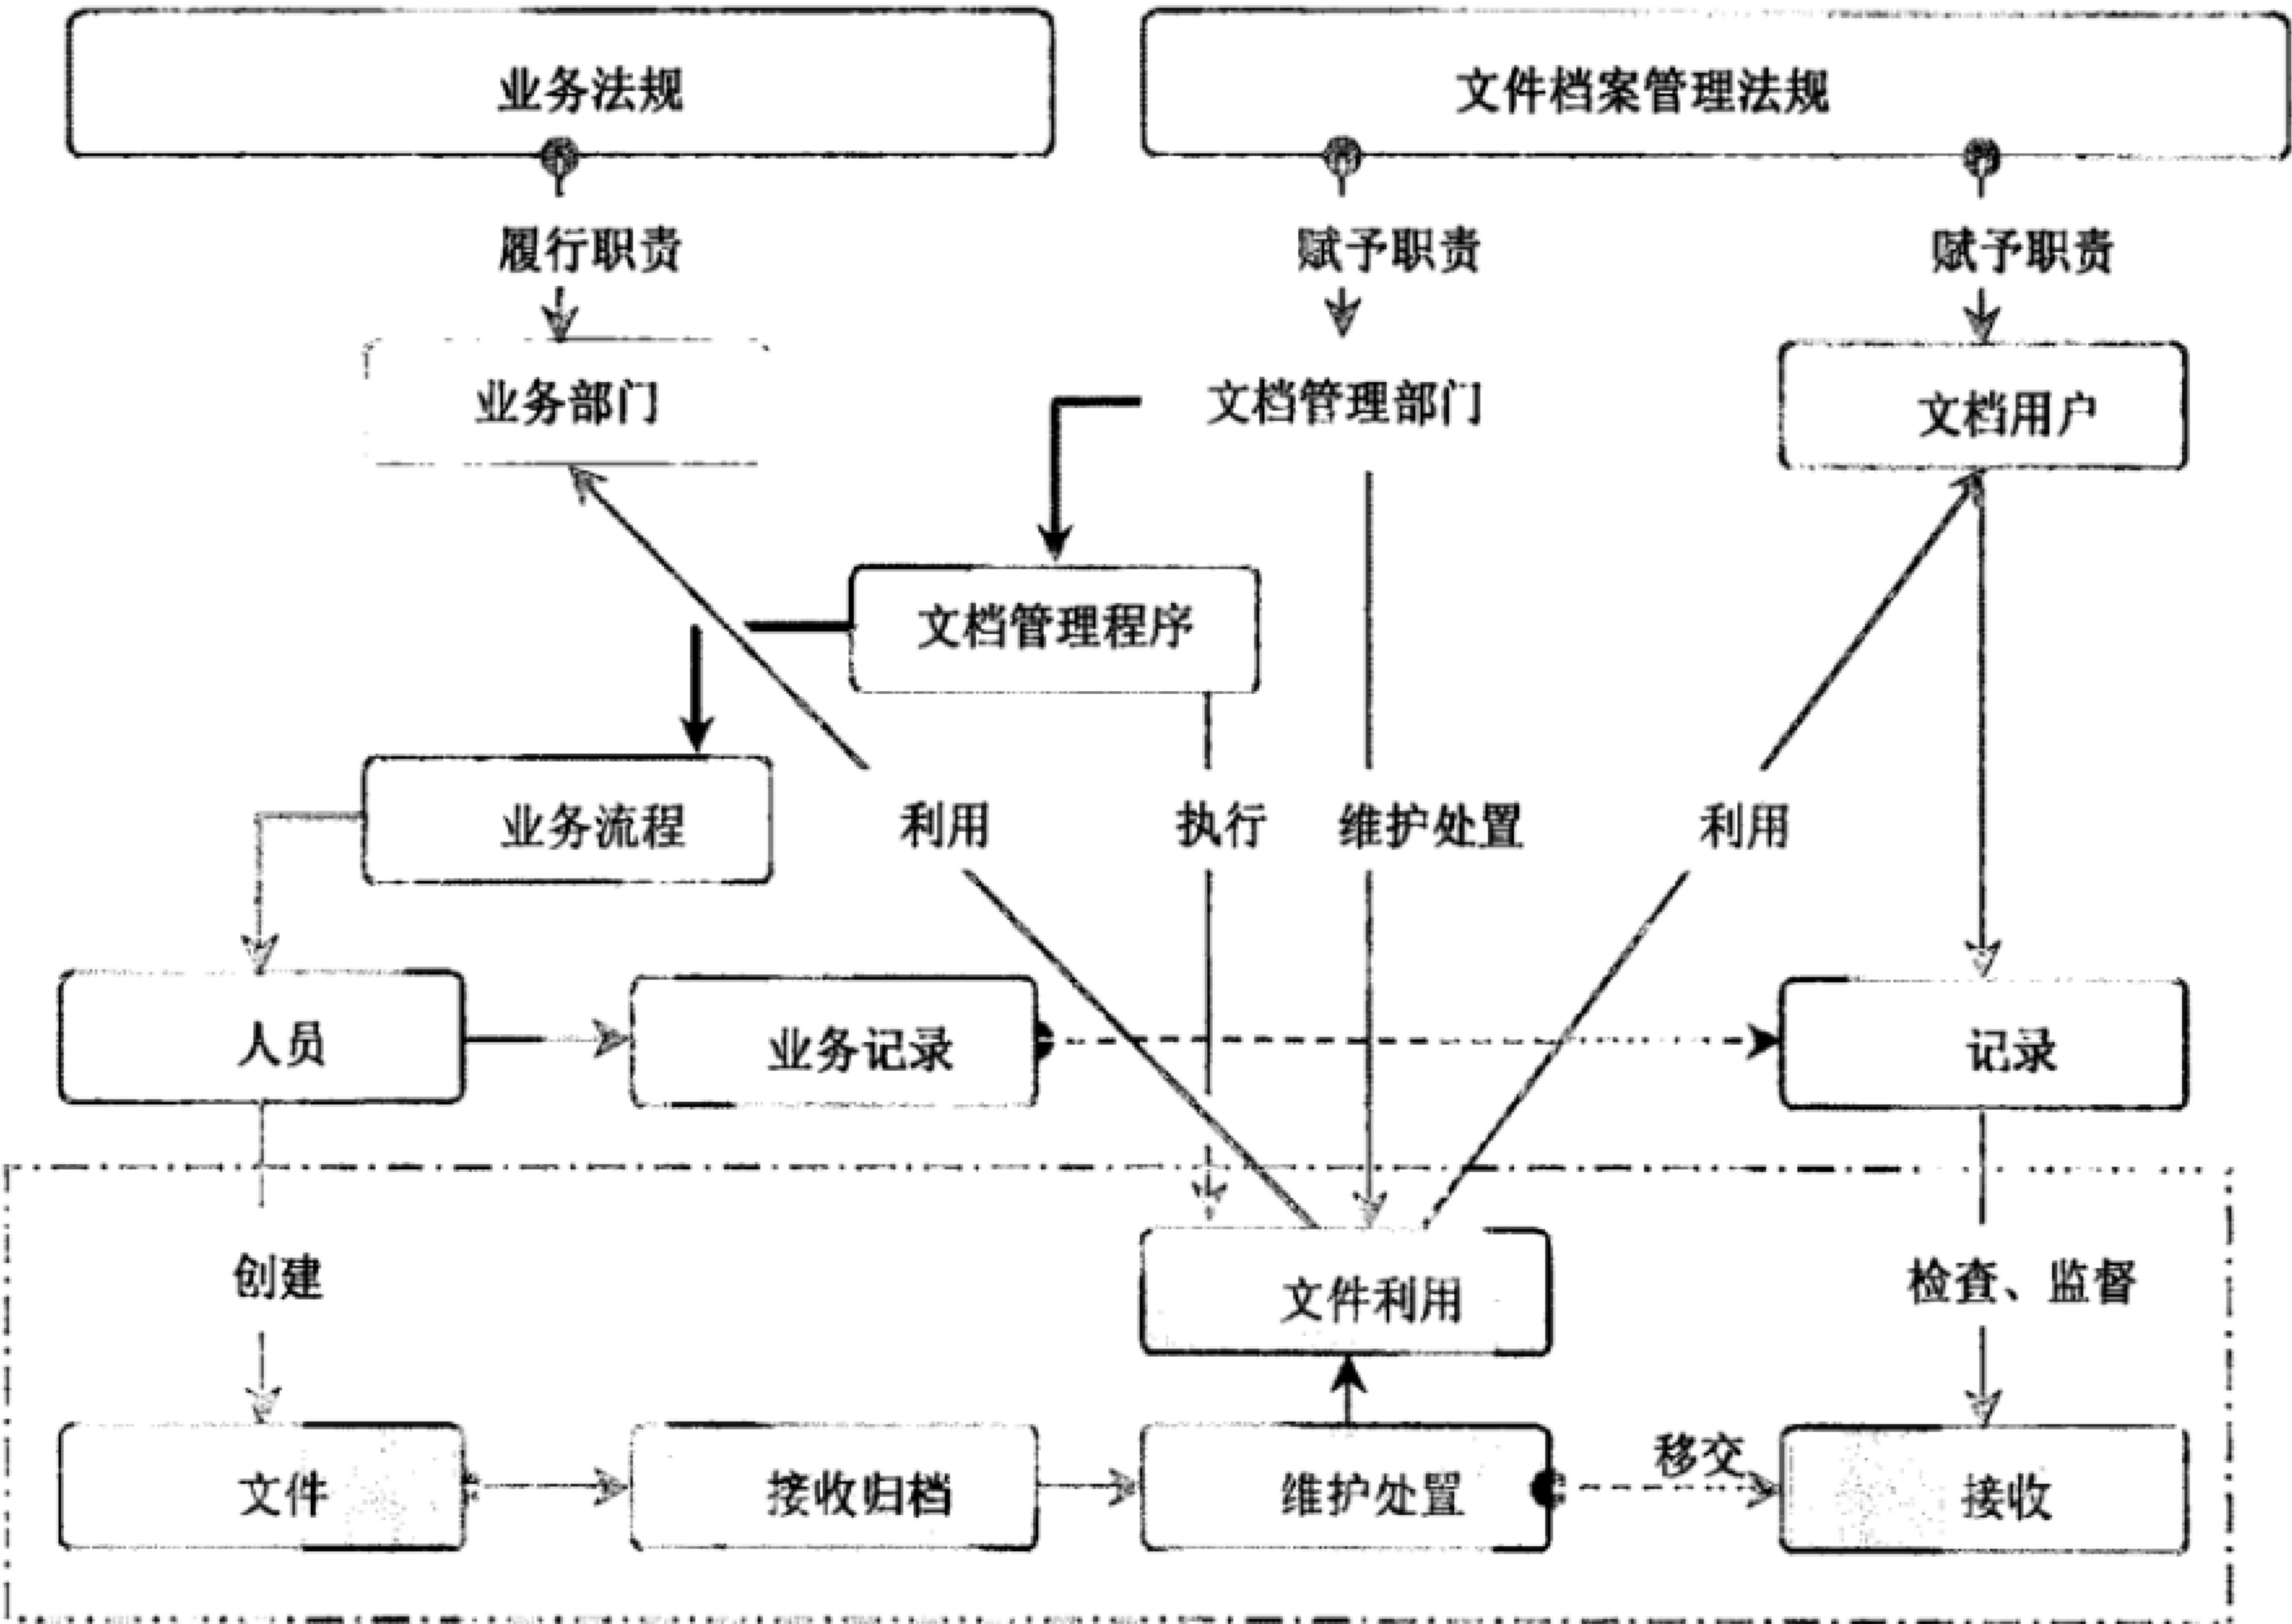 业务法规
文件档案管理法规
履行职责
赋予职责
赋予职责
业务部门
文档管理部门
文档用户
文档管理程序
业务流程
利用
执行
维护处置
利用
人员
业务记录
记录
创建
文件利用
检查、监督
文件
接收归档
维护处置
移交
接收